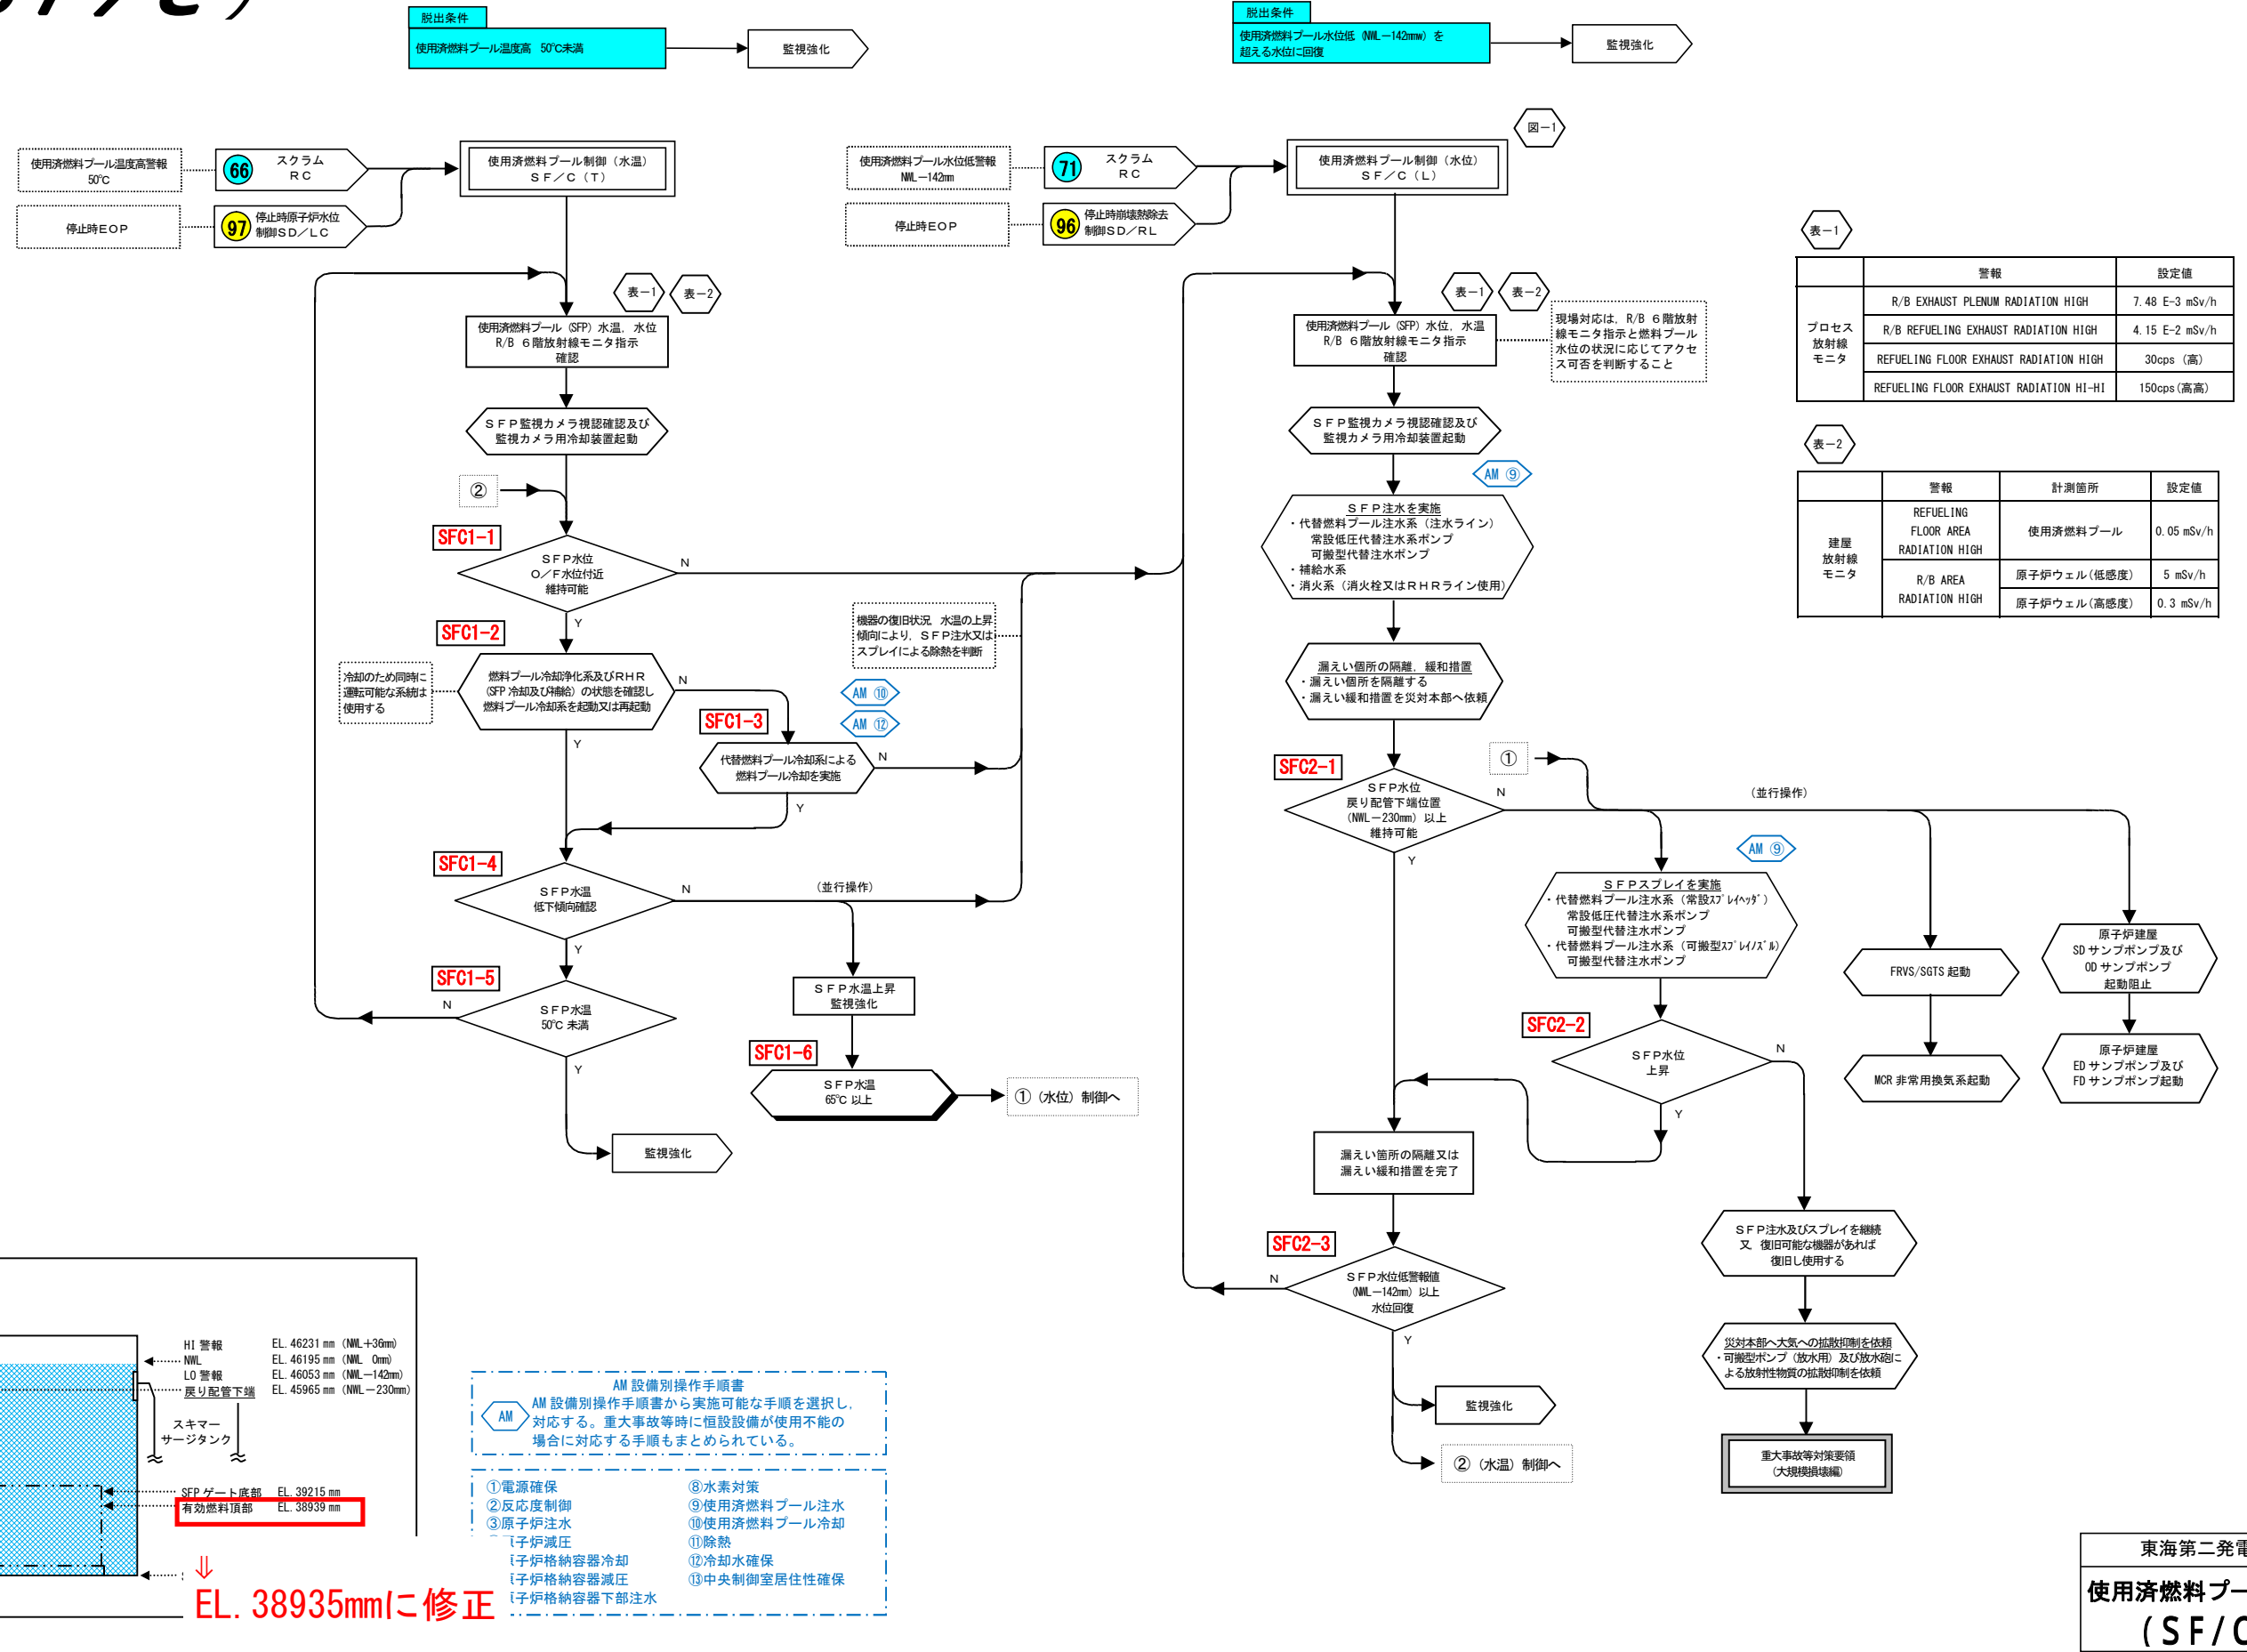 脱出条件
使用済燃料プール温度高　50℃未満
監視強化
脱出条件
使用済燃料プール水位低（NWL－142mmw）を
超える水位に回復
監視強化
図－1
使用済燃料プール温度高警報
50℃
66
スクラム
ＲＣ
停止時ＥＯＰ
97
停止時原子炉水位
制御ＳＤ／ＬＣ
使用済燃料プール制御（水温）
ＳＦ／Ｃ（Ｔ）
表－1
表－2
使用済燃料プール（SFP）水温，水位
R/B ６階放射線モニタ指示
確認
ＳＦＰ監視カメラ視認確認及び
監視カメラ用冷却装置起動
②
SFC1-1
ＳＦＰ水位
Ｏ／Ｆ水位付近
維持可能
N
Y
SFC1-2
冷却のため同時に
運転可能な系統は
使用する
燃料プール冷却浄化系及びＲＨＲ
（SFP 冷却及び補給）の状態を確認し
燃料プール冷却系を起動又は再起動
N
Y
機器の復旧状況，水温の上昇
傾向により，ＳＦＰ注水又は
スプレイによる除熱を判断
AM ⑩
AM ⑫
SFC1-3
代替燃料プール冷却系による
燃料プール冷却を実施
N
Y
SFC1-4
ＳＦＰ水温
低下傾向確認
N
（並行操作）
Y
SFC1-5
ＳＦＰ水温
50℃ 未満
N
Y
ＳＦＰ水温上昇
監視強化
SFC1-6
ＳＦＰ水温
65℃ 以上
①（水位）制御へ
監視強化
使用済燃料プール水位低警報
NWL－142mm
71
スクラム
ＲＣ
停止時ＥＯＰ
96
停止時崩壊熱除去
制御ＳＤ／ＲＬ
使用済燃料プール制御（水位）
ＳＦ／Ｃ（Ｌ）
表－1
表－2
使用済燃料プール（SFP）水位，水温
R/B ６階放射線モニタ指示
確認
現場対応は，R/B ６階放射
線モニタ指示と燃料プール
水位の状況に応じてアクセ
ス可否を判断すること
ＳＦＰ監視カメラ視認確認及び
監視カメラ用冷却装置起動
AM ⑨
ＳＦＰ注水を実施
・代替燃料プール注水系（注水ライン）
常設低圧代替注水系ポンプ
可搬型代替注水ポンプ
・補給水系
・消火系（消火栓又はＲＨＲライン使用）
漏えい個所の隔離，緩和措置
・漏えい個所を隔離する
・漏えい緩和措置を災対本部へ依頼
SFC2-1
①
ＳＦＰ水位
戻り配管下端位置
（NWL－230mm）以上
維持可能
N
（並行操作）
Y
AM ⑨
ＳＦＰスプレイを実施
・代替燃料プール注水系（常設ｽﾌﾟﾚｲﾍｯﾀﾞ）
常設低圧代替注水系ポンプ
可搬型代替注水ポンプ
・代替燃料プール注水系（可搬型ｽﾌﾟﾚｲﾉｽﾞﾙ）
可搬型代替注水ポンプ
FRVS/SGTS 起動
MCR 非常用換気系起動
原子炉建屋
SD サンプポンプ及び
OD サンプポンプ
起動阻止
原子炉建屋
ED サンプポンプ及び
FD サンプポンプ起動
SFC2-2
ＳＦＰ水位
上昇
N
Y
漏えい箇所の隔離又は
漏えい緩和措置を完了
SFC2-3
ＳＦＰ水位低警報値
（NWL－142mm）以上
水位回復
N
Y
監視強化
②（水温）制御へ
ＳＦＰ注水及びスプレイを継続
又，復旧可能な機器があれば
復旧し使用する
災対本部へ大気への拡散抑制を依頼
・可搬型ポンプ（放水用）及び放水砲に
よる放射性物質の拡散抑制を依頼
重大事故等対策要領
（大規模損壊編）
表－1
警報　設定値
プロセス
放射線
モニタ
R/B EXHAUST PLENUM RADIATION HIGH　7.48 E-3 mSv/h
R/B REFUELING EXHAUST RADIATION HIGH　4.15 E-2 mSv/h
REFUELING FLOOR EXHAUST RADIATION HIGH　30cps（高）
REFUELING FLOOR EXHAUST RADIATION HI-HI　150cps(高高)
表－2
警報　計測箇所　設定値
建屋
放射線
モニタ
REFUELING
FLOOR AREA
RADIATION HIGH
使用済燃料プール　0.05 mSv/h
R/B AREA
RADIATION HIGH
原子炉ウェル(低感度)　5 mSv/h
原子炉ウェル(高感度)　0.3 mSv/h
HI 警報　EL. 46231 mm（NWL＋36mm）
NWL　EL. 46195 mm（NWL 0mm）
LO 警報　EL. 46053 mm（NWL－142mm）
戻り配管下端　EL. 45965 mm（NWL－230mm）
スキマー
サージタンク
SFP ゲート底部　EL. 39215 mm
有効燃料頂部　EL. 38939 mm
⇓
EL. 38935mmに修正
AM 設備別操作手順書
AM
AM 設備別操作手順書から実施可能な手順を選択し，
対応する。重大事故等時に恒設設備が使用不能の
場合に対応する手順もまとめられている。
①電源確保
②反応度制御
③原子炉注水
子炉減圧
子炉格納容器冷却
子炉格納容器減圧
子炉格納容器下部注水
⑧水素対策
⑨使用済燃料プール注水
⑩使用済燃料プール冷却
⑪除熱
⑫冷却水確保
⑬中央制御室居住性確保
東海第二発電
使用済燃料プー
(SF/C